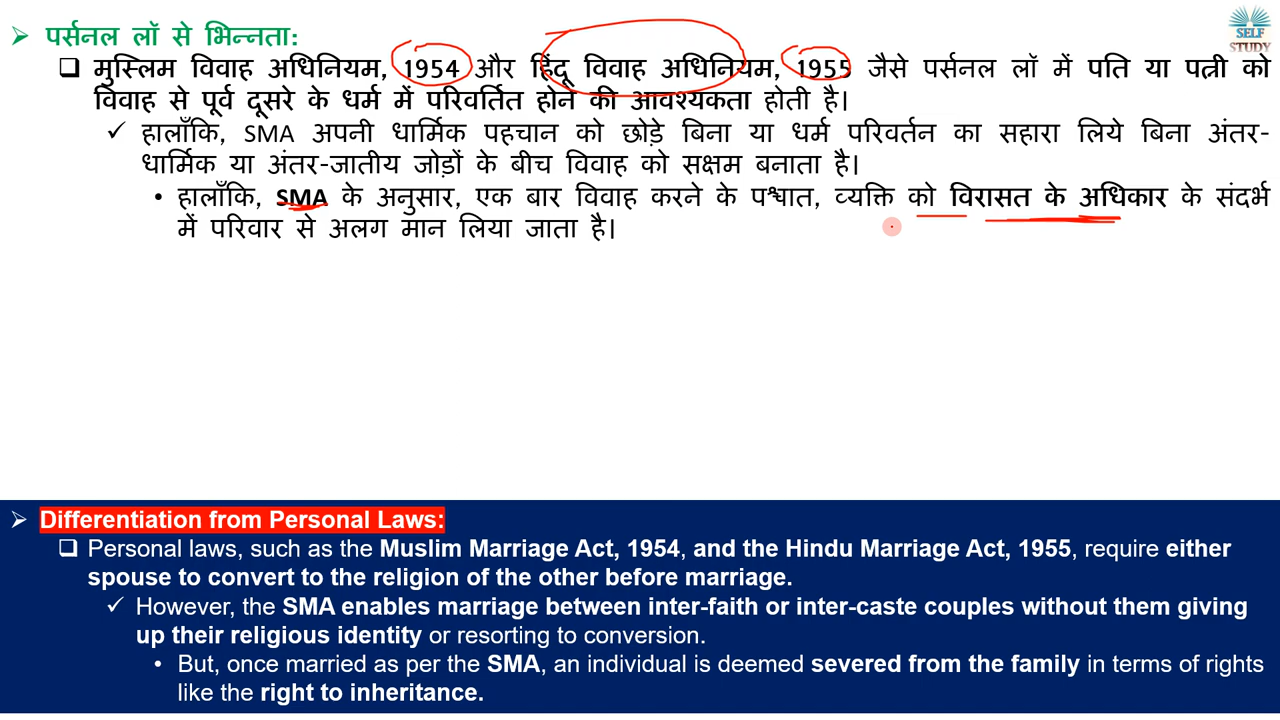 ➢ पर्सनल लॉ से भिन्नता:
SELF
STUDY
❑ मुस्लिम विवाह अधिनियम, 1954 और हिंदू विवाह अधिनियम, 1955 जैसे पर्सनल लॉ में पति या पत्नी को
विवाह से पूर्व दूसरे के धर्म में परिवर्तित होने की आवश्यकता होती है।
✓ हालाँकि, SMA अपनी धार्मिक पहचान को छोड़े बिना या धर्म परिवर्तन का सहारा लिये बिना अंतर-
धार्मिक या अंतर-जातीय जोड़ों के बीच विवाह को सक्षम बनाता है।
• हालाँकि, SMA के अनुसार, एक बार विवाह करने के पश्चात, व्यक्ति को विरासत के अधिकार के संदर्भ
में परिवार से अलग मान लिया जाता है।
➢ Differentiation from Personal Laws:
❑ Personal laws, such as the Muslim Marriage Act, 1954, and the Hindu Marriage Act, 1955, require either
spouse to convert to the religion of the other before marriage.
✓ However, the SMA enables marriage between inter-faith or inter-caste couples without them giving
up their religious identity or resorting to conversion.
• But, once married as per the SMA, an individual is deemed severed from the family in terms of rights
like the right to inheritance.